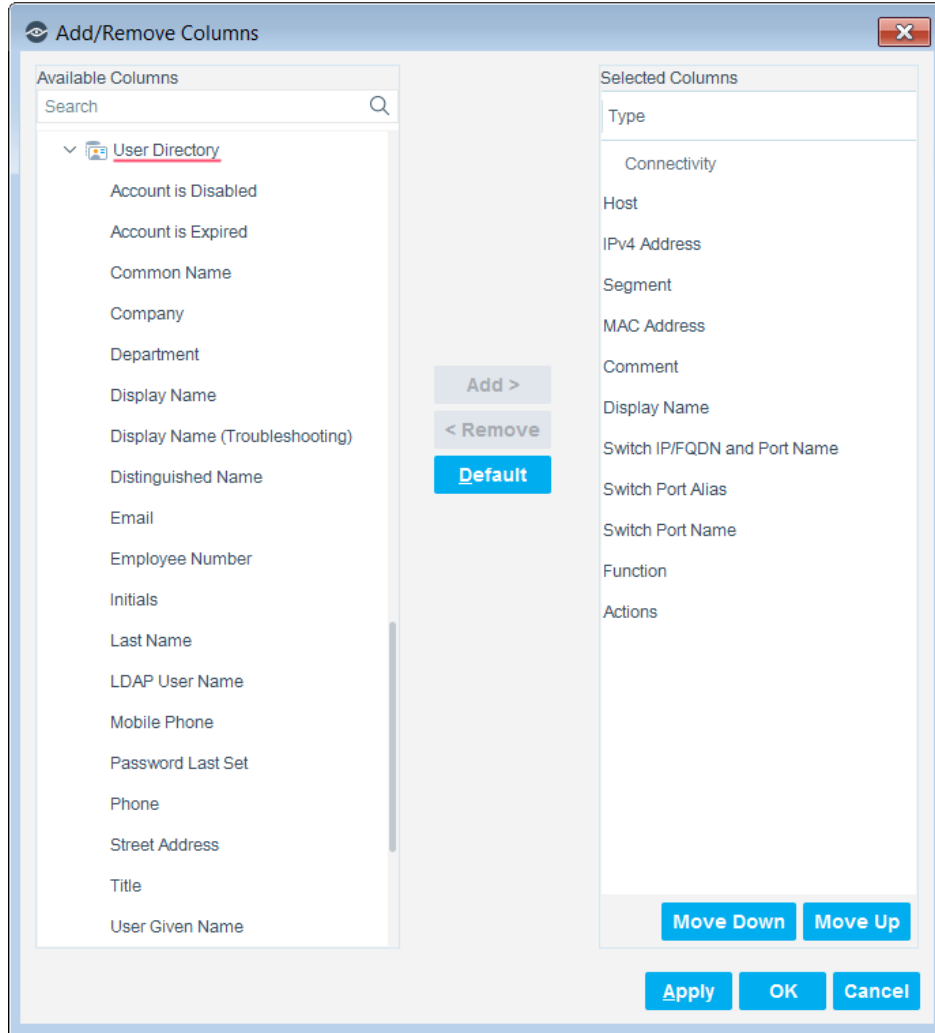 Add/Remove Columns
Available Columns
Search
User Directory
Account is Disabled
Account is Expired
Common Name
Company
Department
Display Name
Display Name (Troubleshooting)
Distinguished Name
Email
Employee Number
Initials
Last Name
LDAP User Name
Mobile Phone
Password Last Set
Phone
Street Address
Title
User Given Name
Add >
< Remove
Default
Selected Columns
Type
Connectivity
Host
IPv4 Address
Segment
MAC Address
Comment
Display Name
Switch IP/FQDN and Port Name
Switch Port Alias
Switch Port Name
Function
Actions
Move Down Move Up
Apply OK Cancel